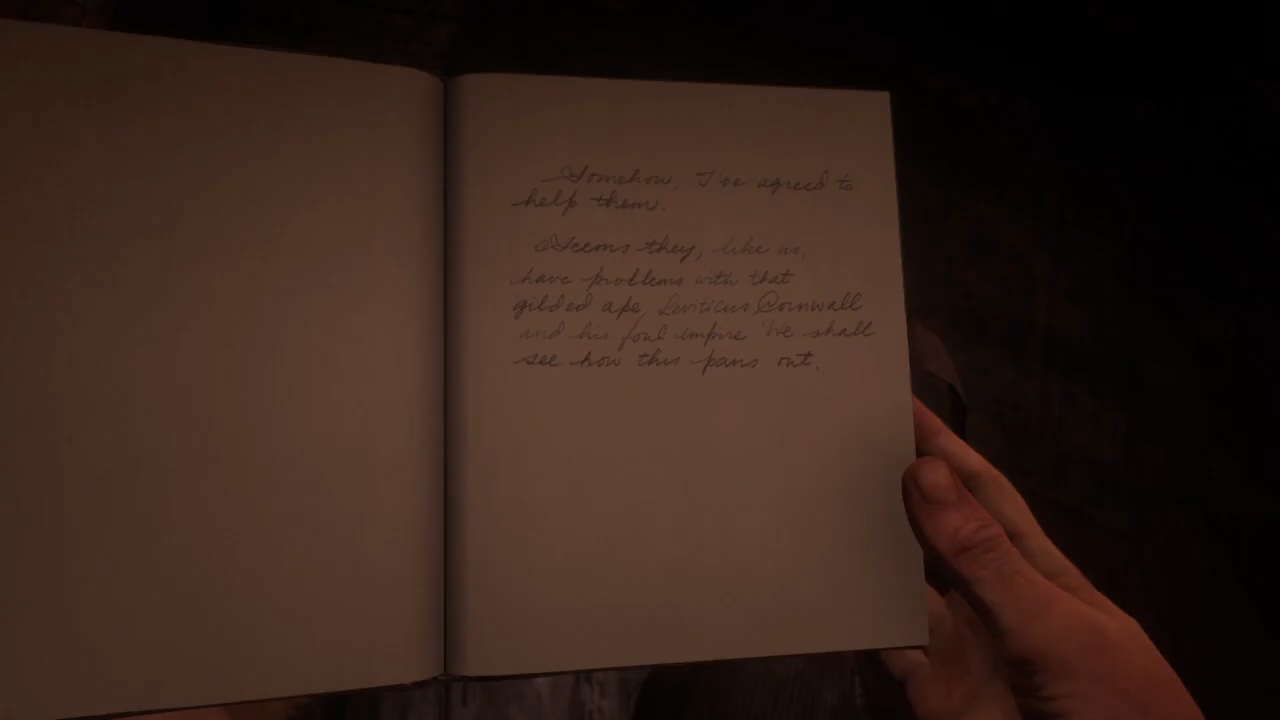 Somehow, I've agreed to
help them.
Seems they, like us,
have problems with that
gilded ape, Leviticus Cornwall
and his foul empire. We shall
see how this pans out.